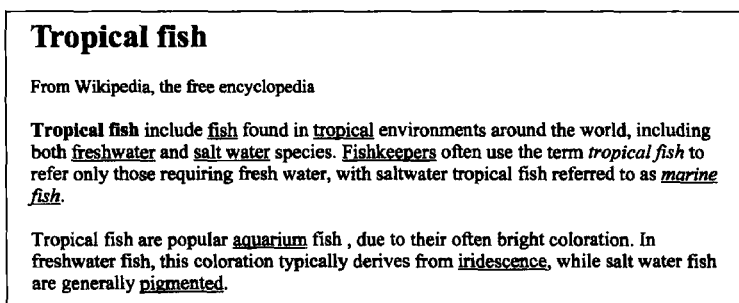 Tropical fish
From Wikipedia, the free encyclopedia
Tropical fish include fish found in tropical environments around the world, including
both freshwater and salt water species. Fishkeepers often use the term tropical fish to
refer only those requiring fresh water, with saltwater tropical fish referred to as marine
fish.
Tropical fish are popular aquarium fish , due to their often bright coloration. In
freshwater fish, this coloration typically derives from iridescence, while salt water fish
are generally pigmented.